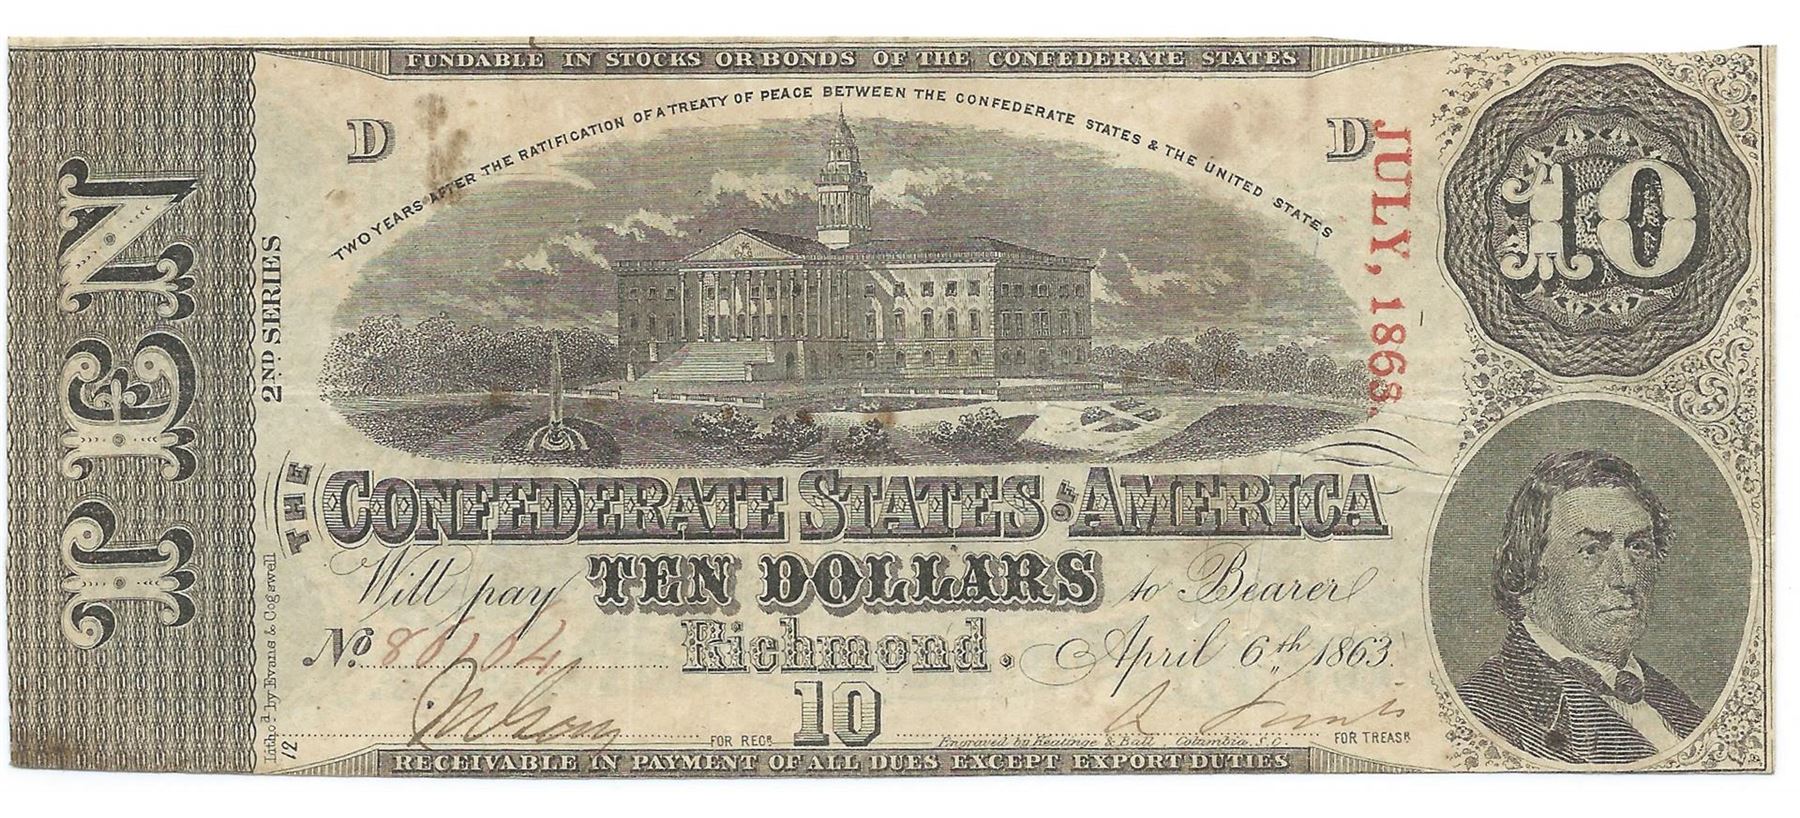 FUNDABLE IN STOCKS OR BONDS OF THE CONFEDERATE STATES
TWO YEARS AFTER THE RATIFICATION OF A TREATY OF PEACE BETWEEN THE CONFEDERATE STATES & THE UNITED STATES
D
D
JULY, 1863.
10
TEN
2ND SERIES
THE CONFEDERATE STATES OF AMERICA
Will pay TEN DOLLARS to Bearer
No. Richmond. April 6th 1863.
10
FOR RECR.
Engraved by Keatinge & Ball Columbia, S.C.
FOR TREASR.
Litho'd by Evans & Cogswell
RECEIVABLE IN PAYMENT OF ALL DUES EXCEPT EXPORT DUTIES